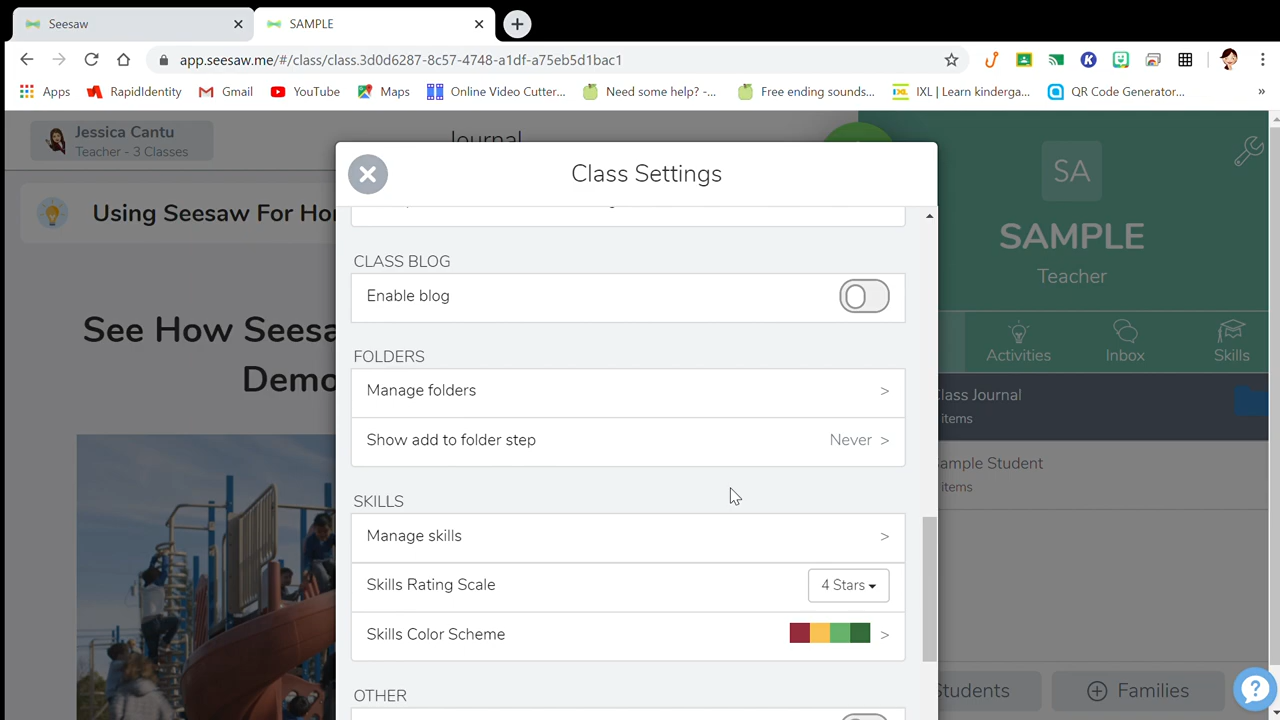 Seesaw
SAMPLE
app.seesaw.me/#/class/class.3d0d6287-8c57-4748-a1df-a75eb5d1bac1
Apps RapidIdentity Gmail YouTube Maps Online Video Cutter... Need some help? -... Free ending sounds... IXL | Learn kinderga... QR Code Generator... »
Jessica Cantu
Teacher - 3 Classes
Journal
Using Seesaw For Hor
See How Seesa
Demo
Class Settings
CLASS BLOG
Enable blog
FOLDERS
Manage folders >
Show add to folder step Never >
SKILLS
Manage skills >
Skills Rating Scale 4 Stars
Skills Color Scheme >
OTHER
SA
SAMPLE
Teacher
Activities Inbox Skills
Class Journal
items
Sample Student
items
Students
Families
?